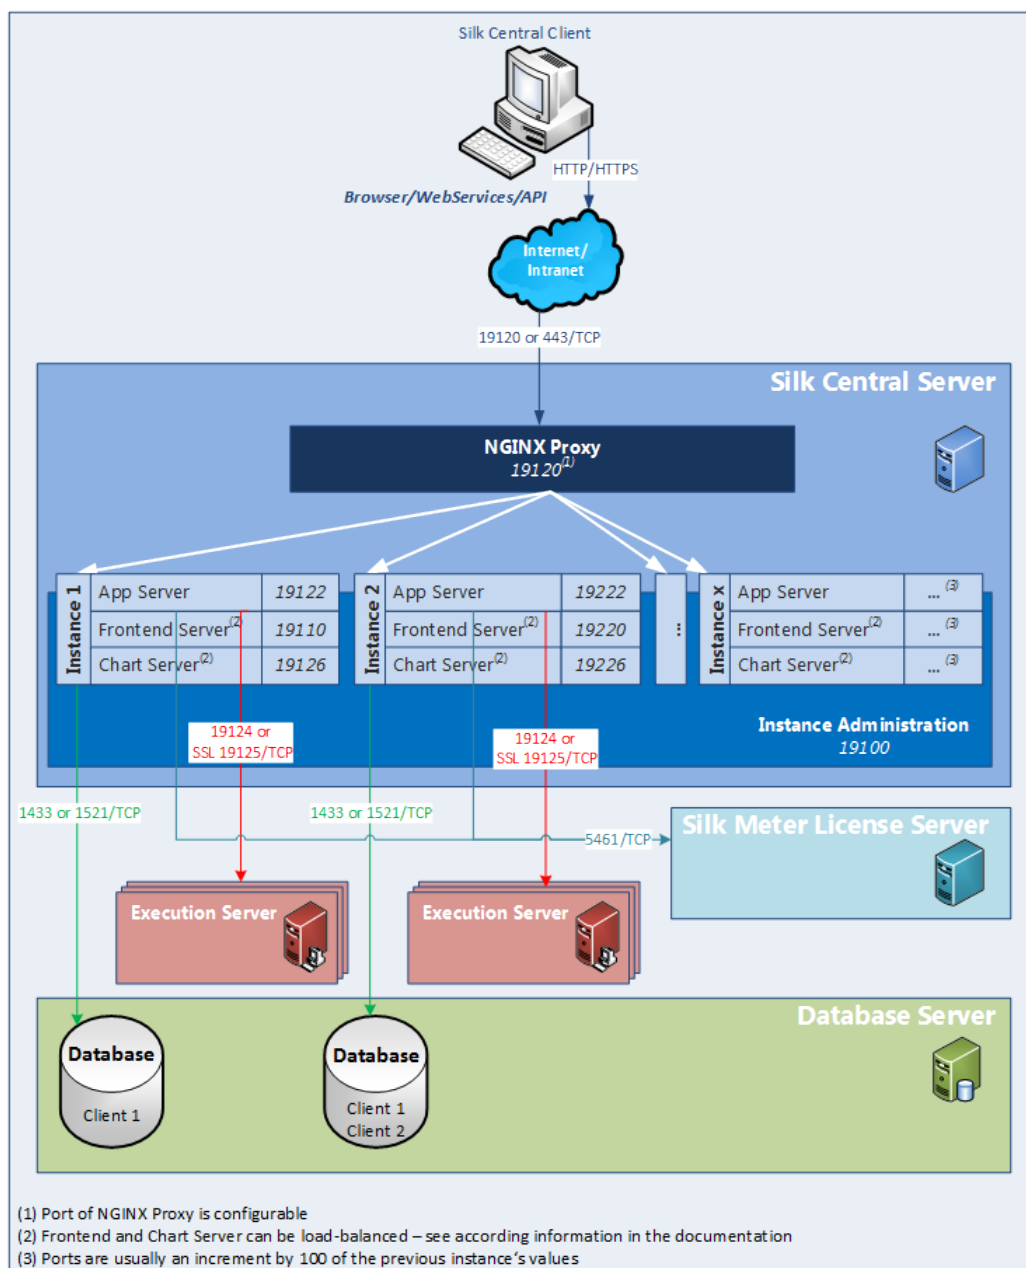 Silk Central Client
HTTP/HTTPS
Browser/WebServices/API
Internet/
Intranet
19120 or 443/TCP
Silk Central Server
NGINX Proxy
19120(1)
Instance 1
App Server 19122
Frontend Server(2) 19110
Chart Server(2) 19126
Instance 2
App Server 19222
Frontend Server(2) 19220
Chart Server(2) 19226
...
Instance x
App Server ... (3)
Frontend Server(2) ... (3)
Chart Server(2) ... (3)
Instance Administration
19100
19124 or
SSL 19125/TCP
19124 or
SSL 19125/TCP
1433 or 1521/TCP
1433 or 1521/TCP
5461/TCP
Silk Meter License Server
Execution Server
Execution Server
Database Server
Database
Client 1
Database
Client 1
Client 2
(1) Port of NGINX Proxy is configurable
(2) Frontend and Chart Server can be load-balanced – see according information in the documentation
(3) Ports are usually an increment by 100 of the previous instance‘s values